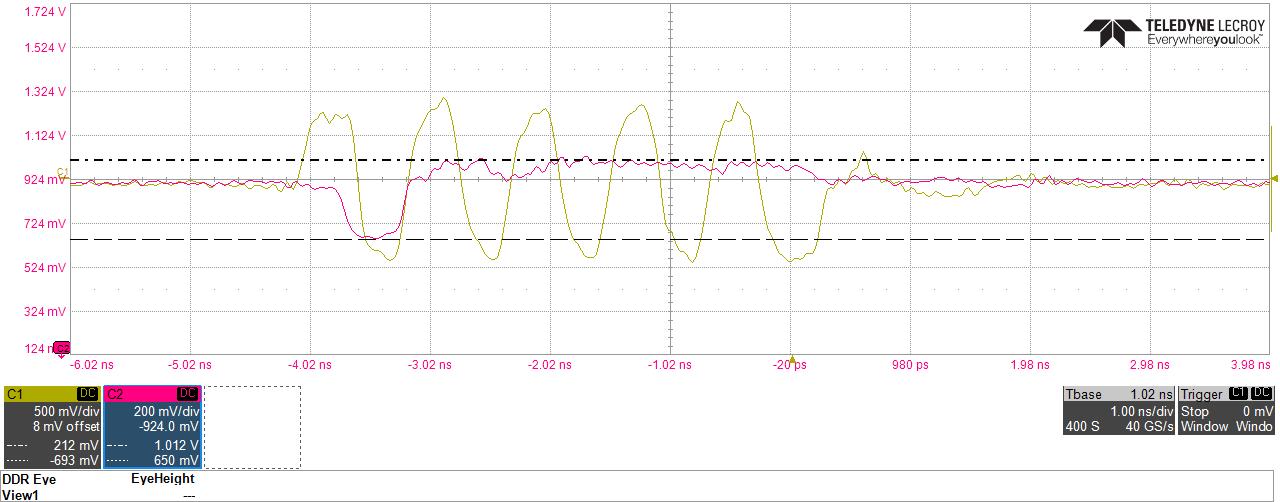 1.724 V
TELEDYNE LECROY
1.524 V
Everywhereyoulook™
1.324 V
1.124 V
C1
924 mV
724 mV
524 mV
324 mV
124 m C2
-6.02 ns -5.02 ns -4.02 ns -3.02 ns -2.02 ns -1.02 ns -20 ps 980 ps 1.98 ns 2.98 ns 3.98 ns
C1 DC C2 DC Tbase 1.02 ns Trigger C1 DC
500 mV/div 200 mV/div 1.00 ns/div Stop 0 mV
8 mV offset -924.0 mV 400 S 40 GS/s Window Windo
212 mV 1.012 V
-693 mV 650 mV
DDR Eye EyeHeight
View1 ---